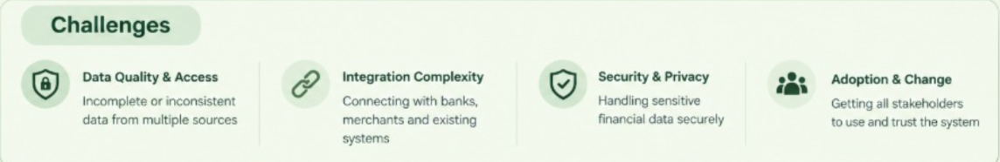 Challenges
Data Quality & Access
Incomplete or inconsistent
data from multiple sources
Integration Complexity
Connecting with banks,
merchants and existing
systems
Security & Privacy
Handling sensitive
financial data securely
Adoption & Change
Getting all stakeholders
to use and trust the system